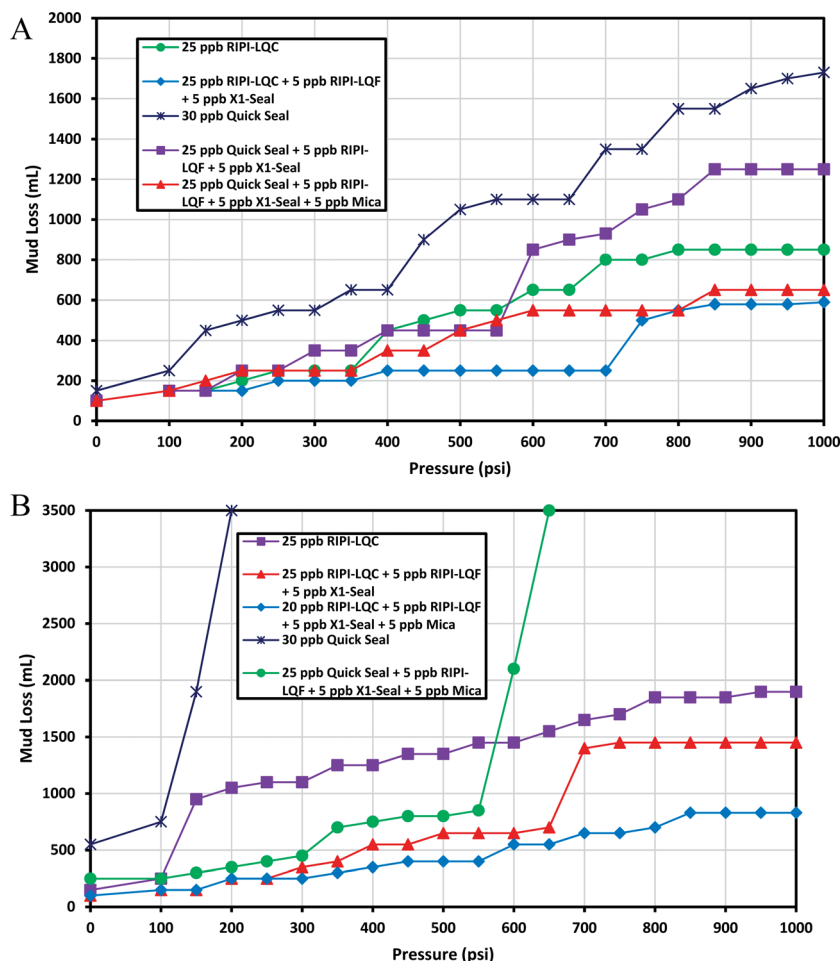 A
2000
1800
1600
1400
1200
1000
800
600
400
200
0
Mud Loss (mL)
25 ppb RIPI-LQC
25 ppb RIPI-LQC + 5 ppb RIPI-LQF
+ 5 ppb X1-Seal
30 ppb Quick Seal
25 ppb Quick Seal + 5 ppb RIPI-
LQF + 5 ppb X1-Seal
25 ppb Quick Seal + 5 ppb RIPI-
LQF + 5 ppb X1-Seal + 5 ppb Mica
0 100 200 300 400 500 600 700 800 900 1000
Pressure (psi)
B
3500
3000
2500
2000
1500
1000
500
0
Mud Loss (mL)
25 ppb RIPI-LQC
25 ppb RIPI-LQC + 5 ppb RIPI-LQF
+ 5 ppb X1-Seal
20 ppb RIPI-LQC + 5 ppb RIPI-LQF
+ 5 ppb X1-Seal + 5 ppb Mica
30 ppb Quick Seal
25 ppb Quick Seal + 5 ppb RIPI-
LQF + 5 ppb X1-Seal + 5 ppb Mica
0 100 200 300 400 500 600 700 800 900 1000
Pressure (psi)